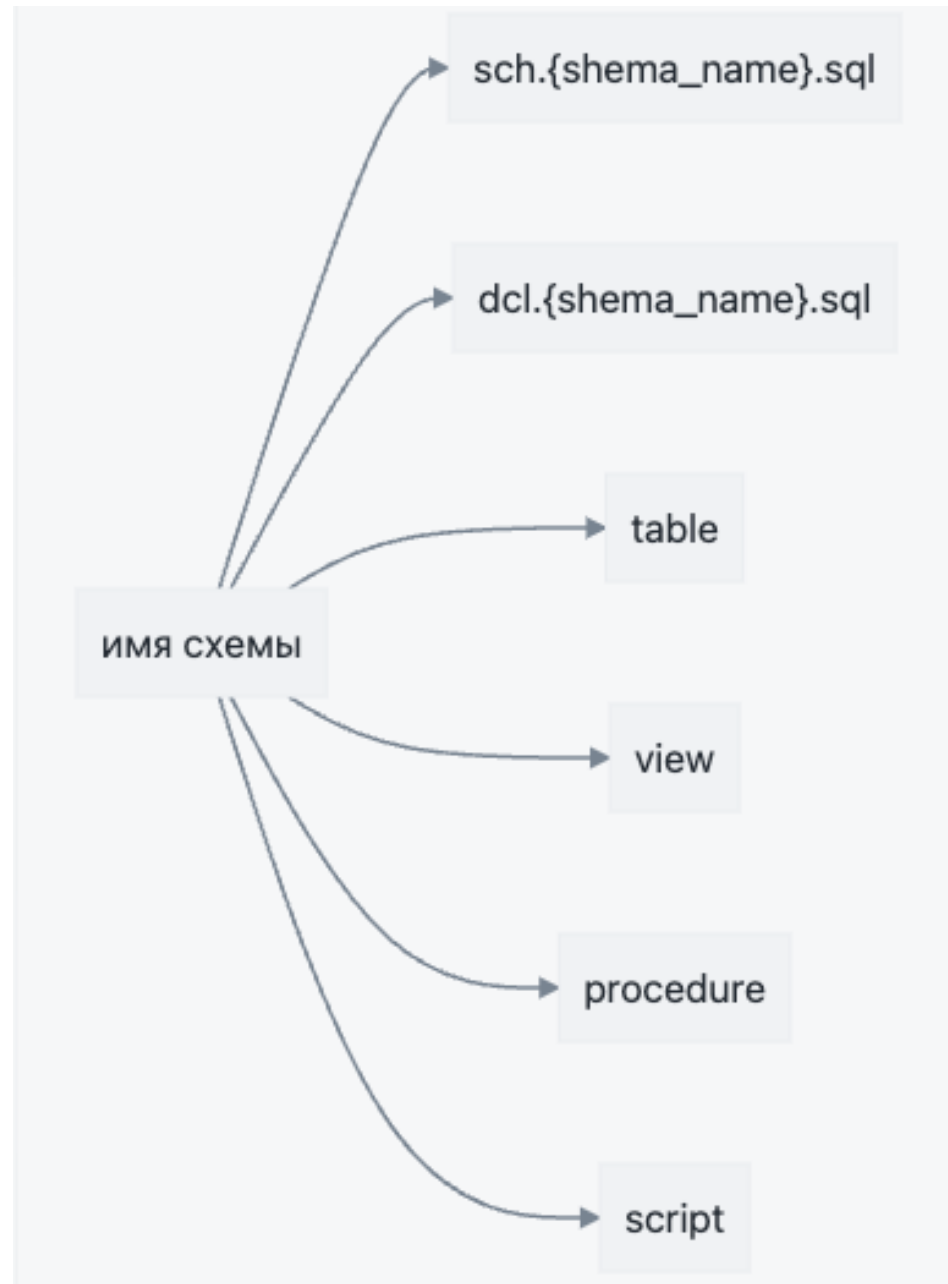 sch.{shema_name}.sql
dcl.{shema_name}.sql
table
имя схемы
view
procedure
script